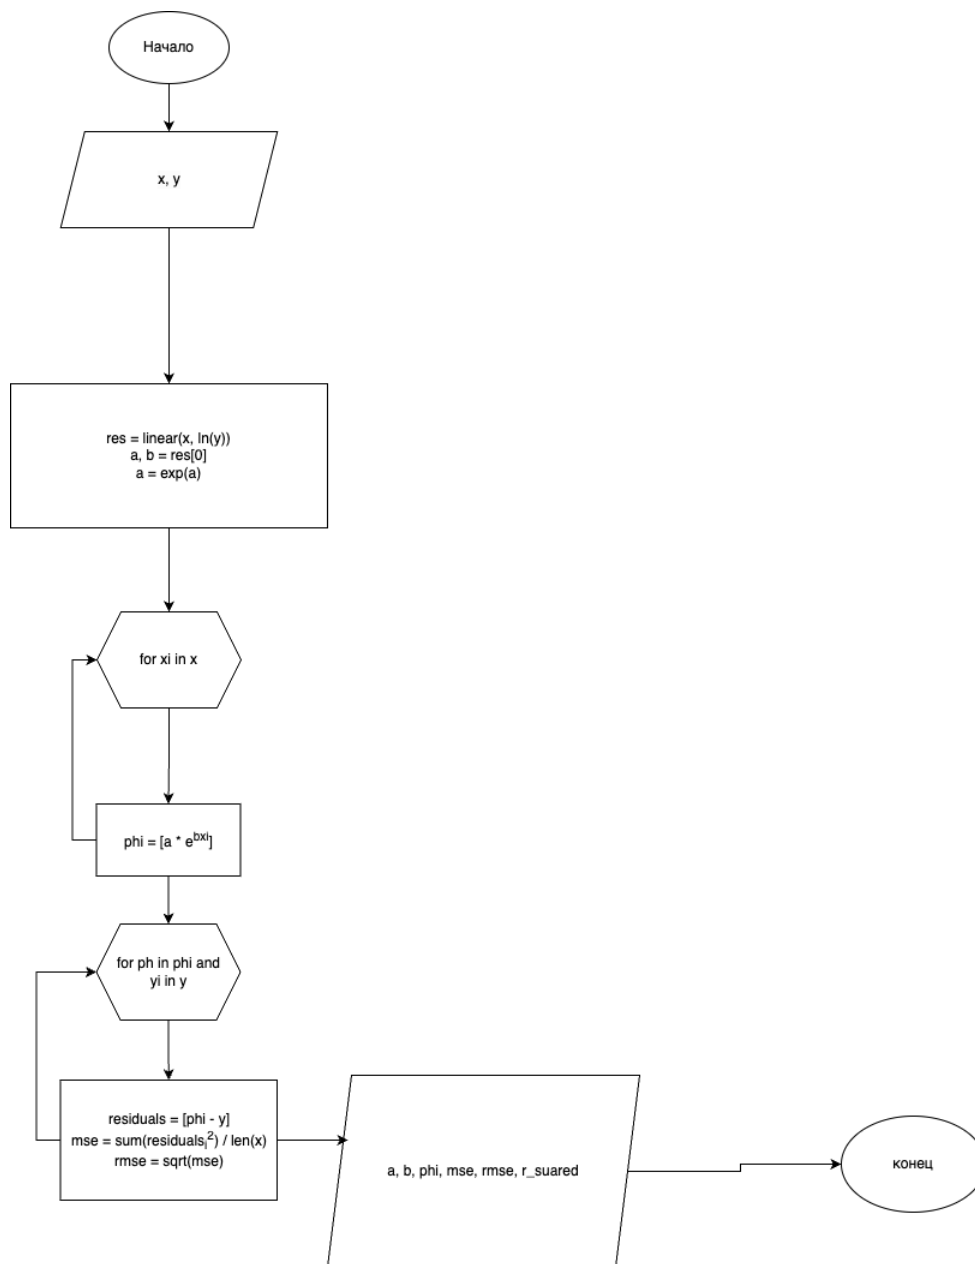 Начало
x, y
res = linear(x, ln(y))
a, b = res[0]
a = exp(a)
for xi in x
phi = [a * e^bxi]
for ph in phi and
yi in y
residuals = [phi - y]
mse = sum(residuals_i^2) / len(x)
rmse = sqrt(mse)
a, b, phi, mse, rmse, r_suared
конец